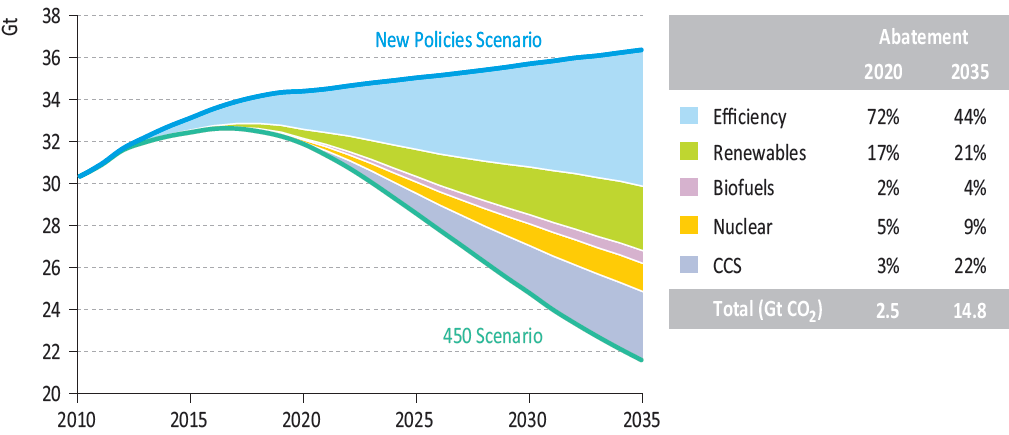 Gt
38
36
34
32
30
28
26
24
22
20
2010 2015 2020 2025 2030 2035
New Policies Scenario
450 Scenario
Abatement
2020 2035
Efficiency 72% 44%
Renewables 17% 21%
Biofuels 2% 4%
Nuclear 5% 9%
CCS 3% 22%
Total (Gt CO₂) 2.5 14.8